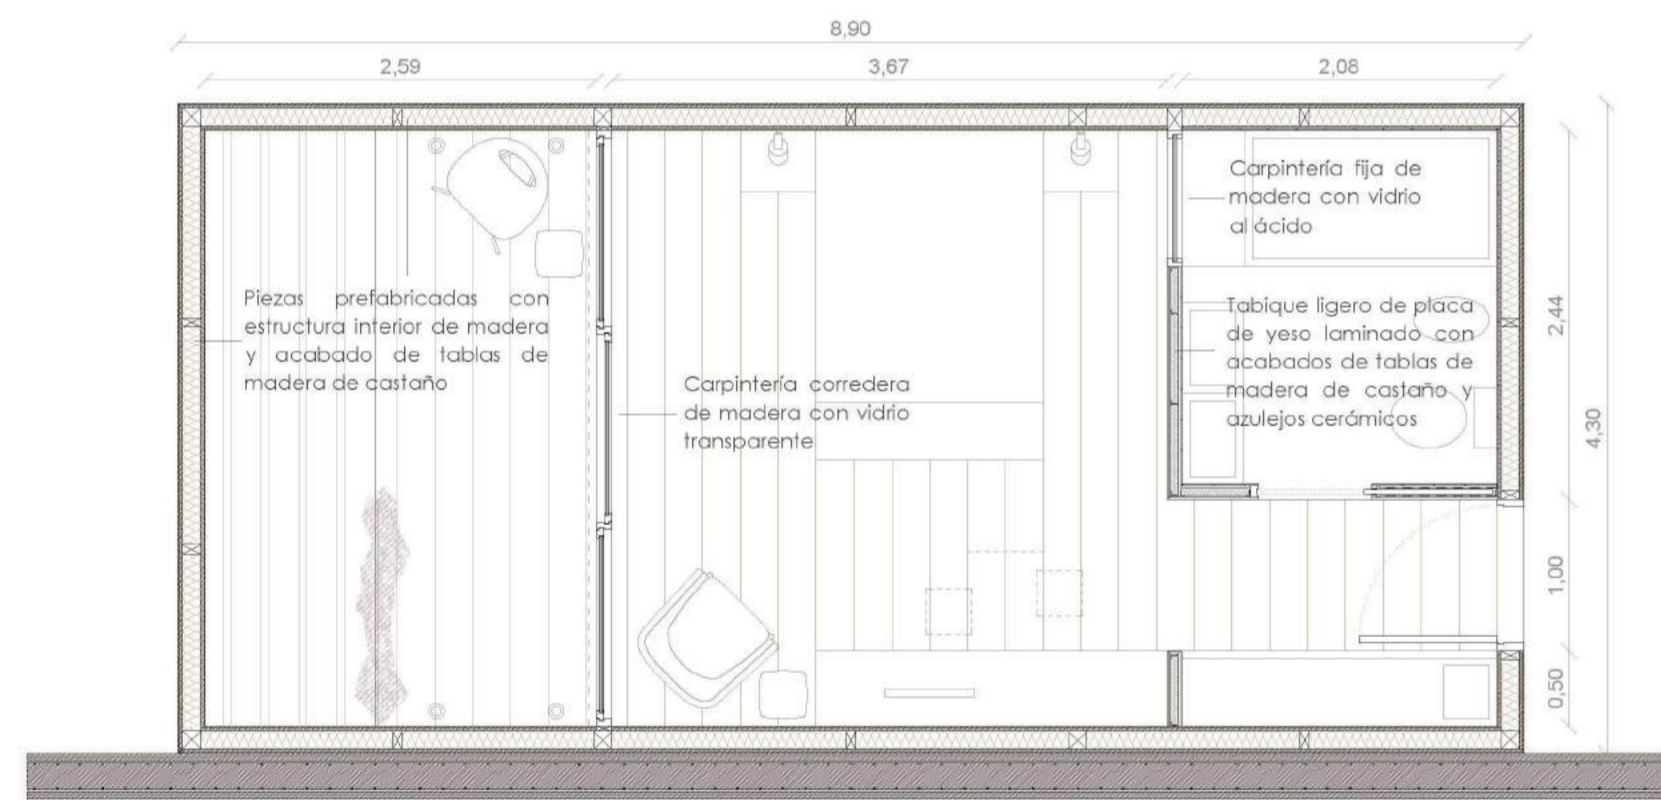 8,90
2,59
3,67
2,08
Carpintería fija de
madera con vidrio
al ácido
Piezas prefabricadas con
estructura interior de madera
y acabado de tablas de
madera de castaño
Tabique ligero de placa
de yeso laminado con
acabados de tablas de
madera de castaño y
azulejos cerámicos
Carpintería corredera
de madera con vidrio
transparente
2,44
4,30
1,00
0,50